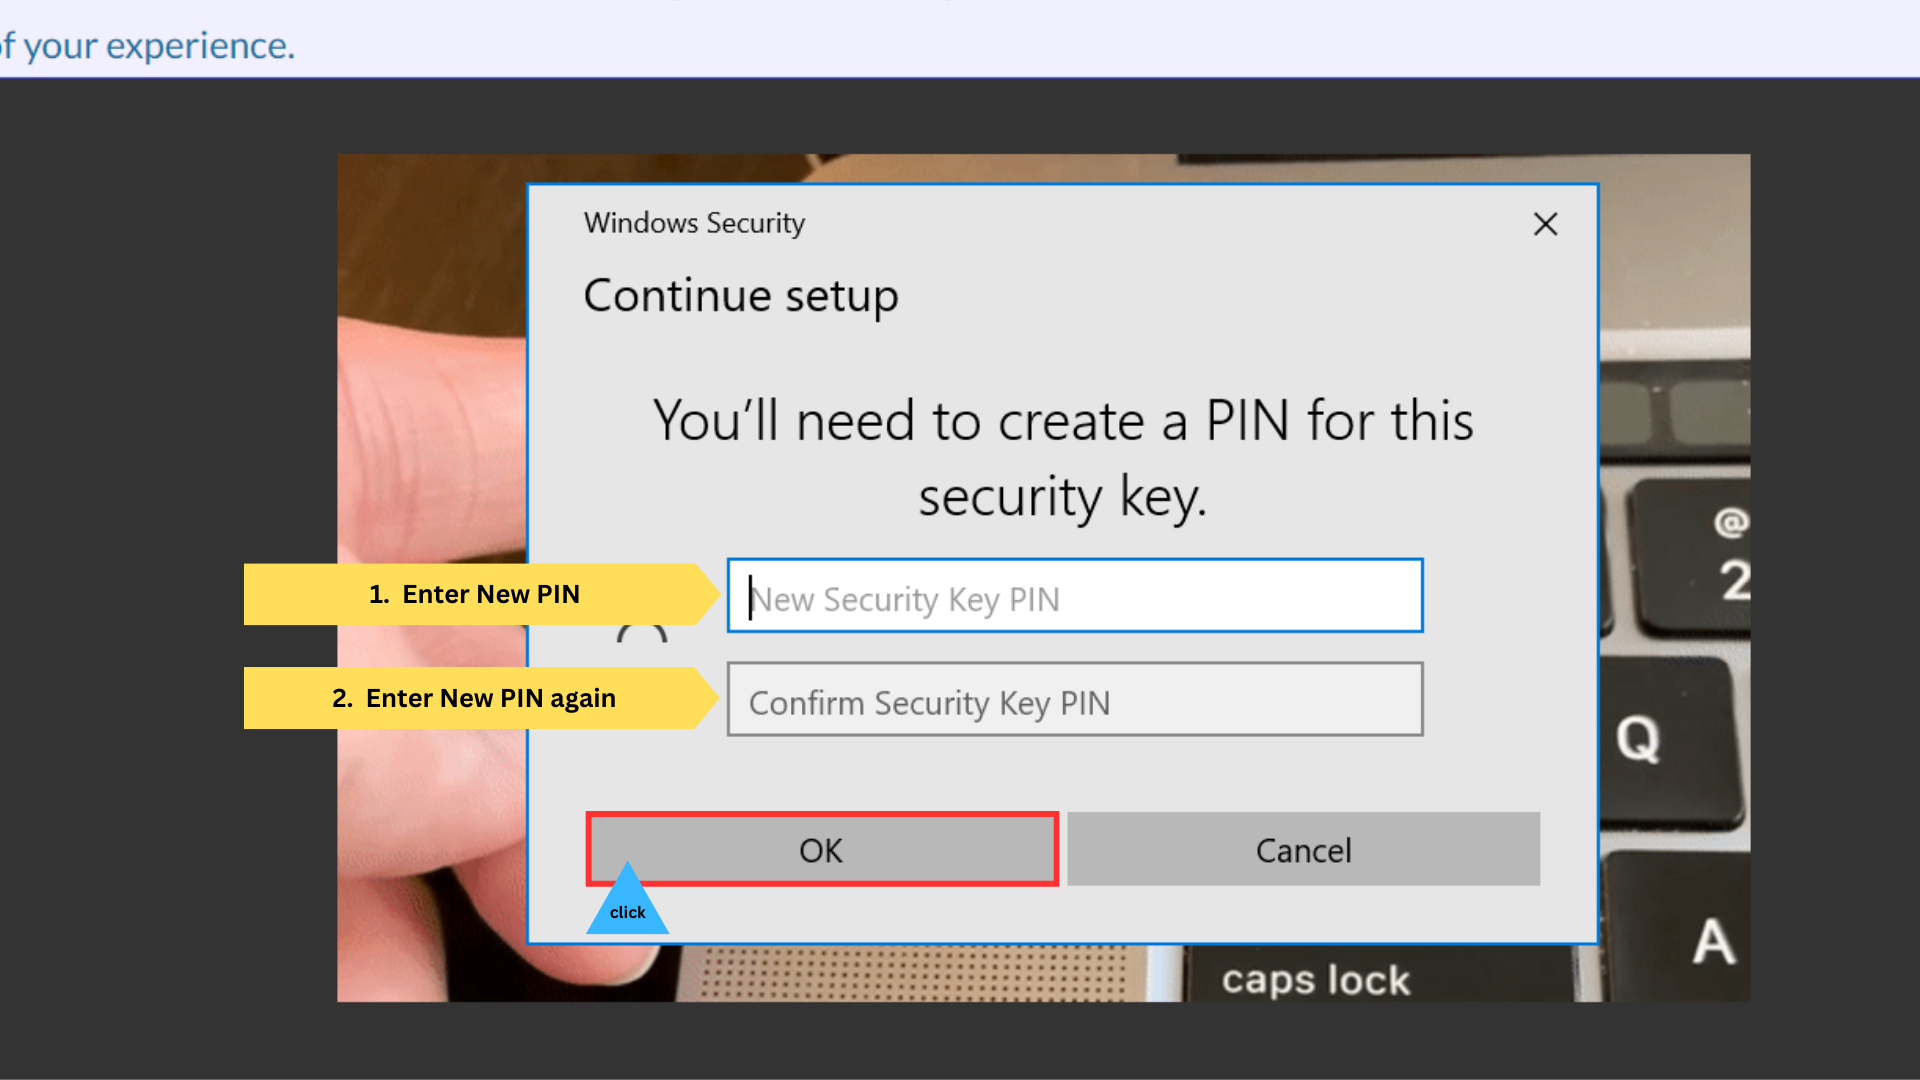 of your experience.
Windows Security
Continue setup
You'll need to create a PIN for this
security key.
1. Enter New PIN
New Security Key PIN
2. Enter New PIN again
Confirm Security Key PIN
OK
Cancel
click
@
2
Q
A
caps lock